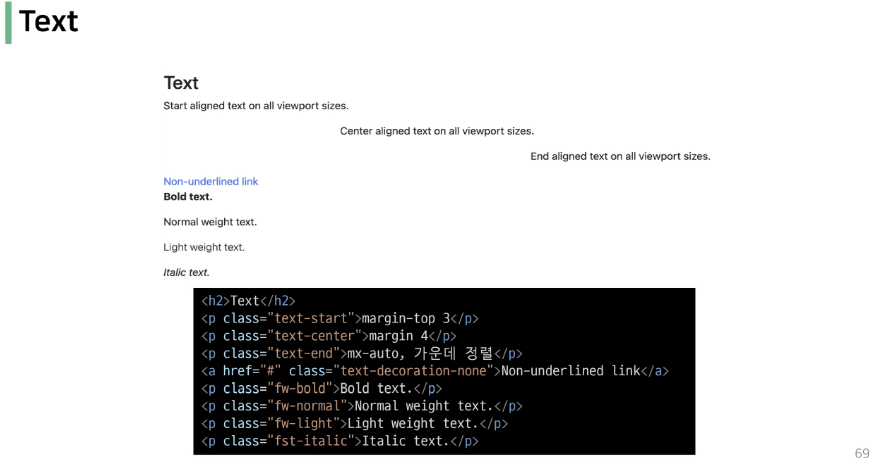 Text
Text
Start aligned text on all viewport sizes.
Center aligned text on all viewport sizes.
End aligned text on all viewport sizes.
Non-underlined link
Bold text.
Normal weight text.
Light weight text.
Italic text.
<h2>Text</h2>
<p class="text-start">margin-top 3</p>
<p class="text-center">margin 4</p>
<p class="text-end">mx-auto, 가운데 정렬</p>
<a href="#" class="text-decoration-none">Non-underlined link</a>
<p class="fw-bold">Bold text.</p>
<p class="fw-normal">Normal weight text.</p>
<p class="fw-light">Light weight text.</p>
<p class="fst-italic">Italic text.</p>
69